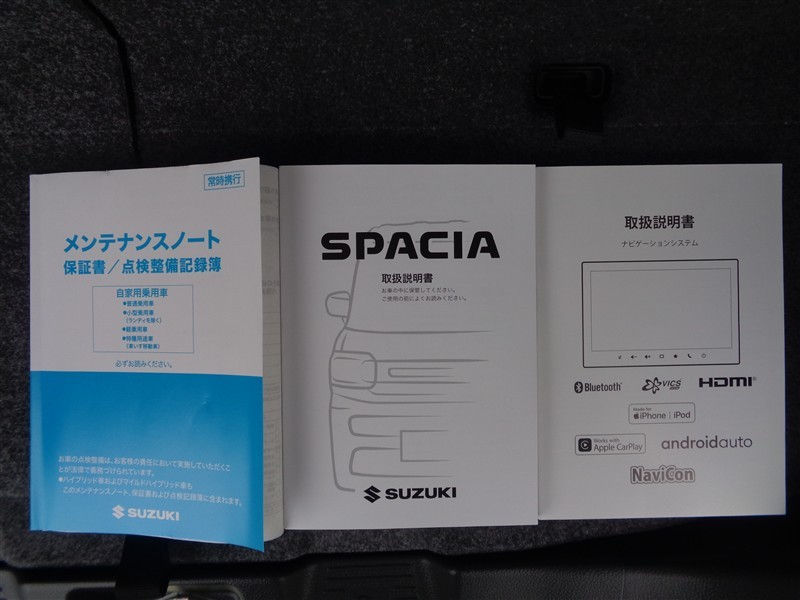 常時携行
メンテナンスノート
保証書／点検整備記録簿
自家用乗用車
●普通乗用車
●小型乗用車
(ランディを除く)
●軽乗用車
●特種用途車
(車いす移動車)
必ずお読みください。
お車の点検整備は、お客様の責任において実施していただくこ
とが法律で義務づけられています。
●ハイブリッド車およびマイルドハイブリッド車も
このメンテナンスノート、保証書および点検記録簿に含まれます。
SUZUKI
SPACIA
取扱説明書
お車の中に保管してください。
ご使用の前によくお読みください。
SUZUKI
取扱説明書
ナビゲーションシステム
Bluetooth®
VICS
HDMI®
Made for
iPhone | iPod
Works with
Apple CarPlay
androidauto
NaviCon